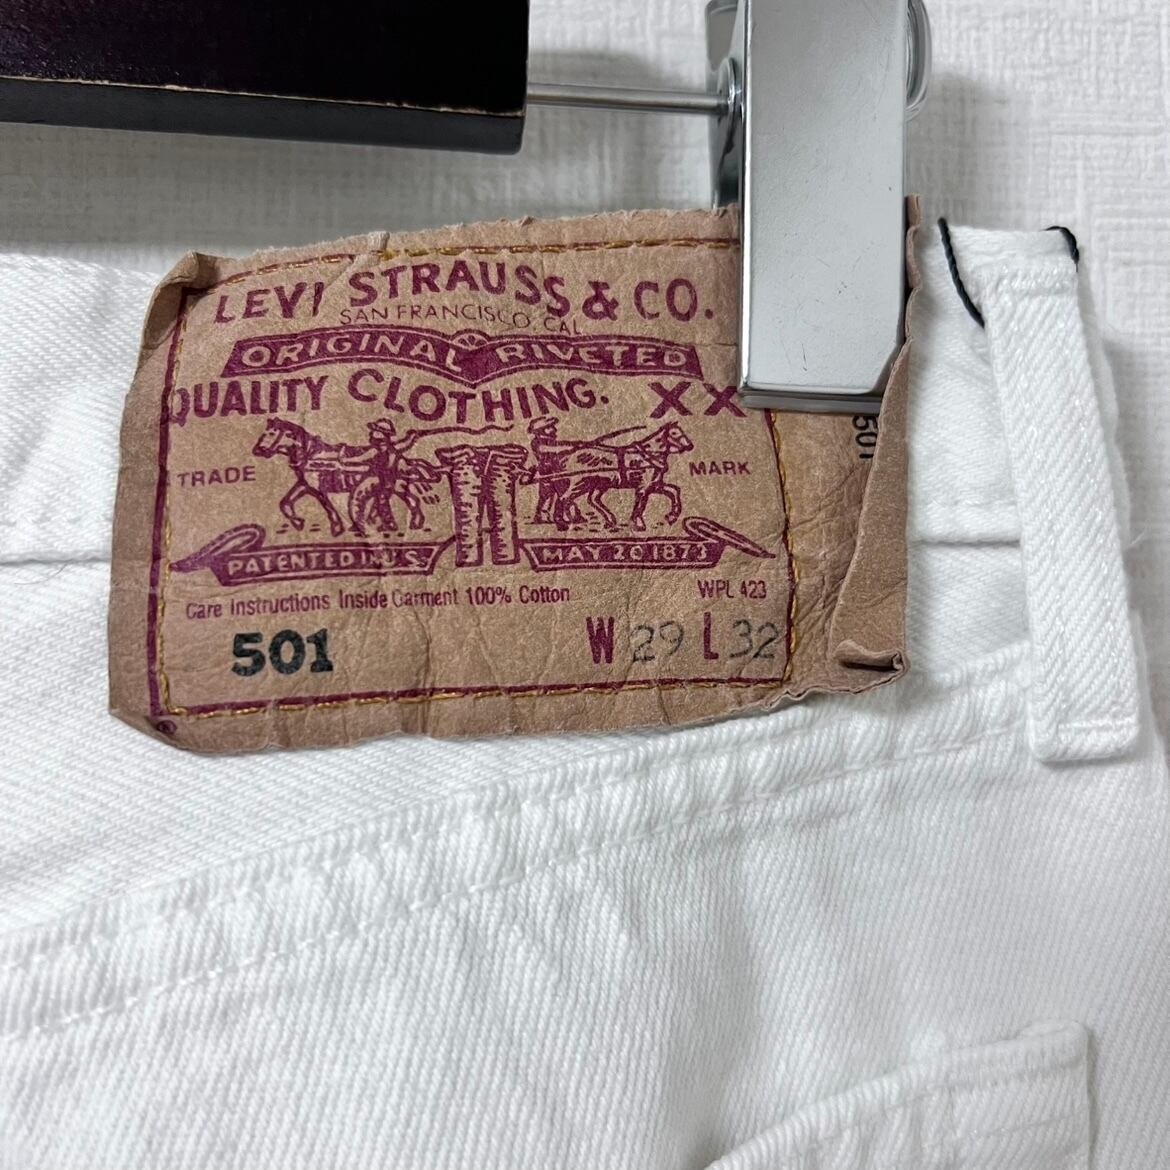 LEVI STRAUSS & CO.
SAN FRANCISCO, CAL
ORIGINAL RIVETED
QUALITY CLOTHING. XX
TRADE MARK
PATENTED IN U.S. MAY 20 1873
Care Instructions Inside Garment 100% Cotton WPL 423
501 W 29 L 32
®
501